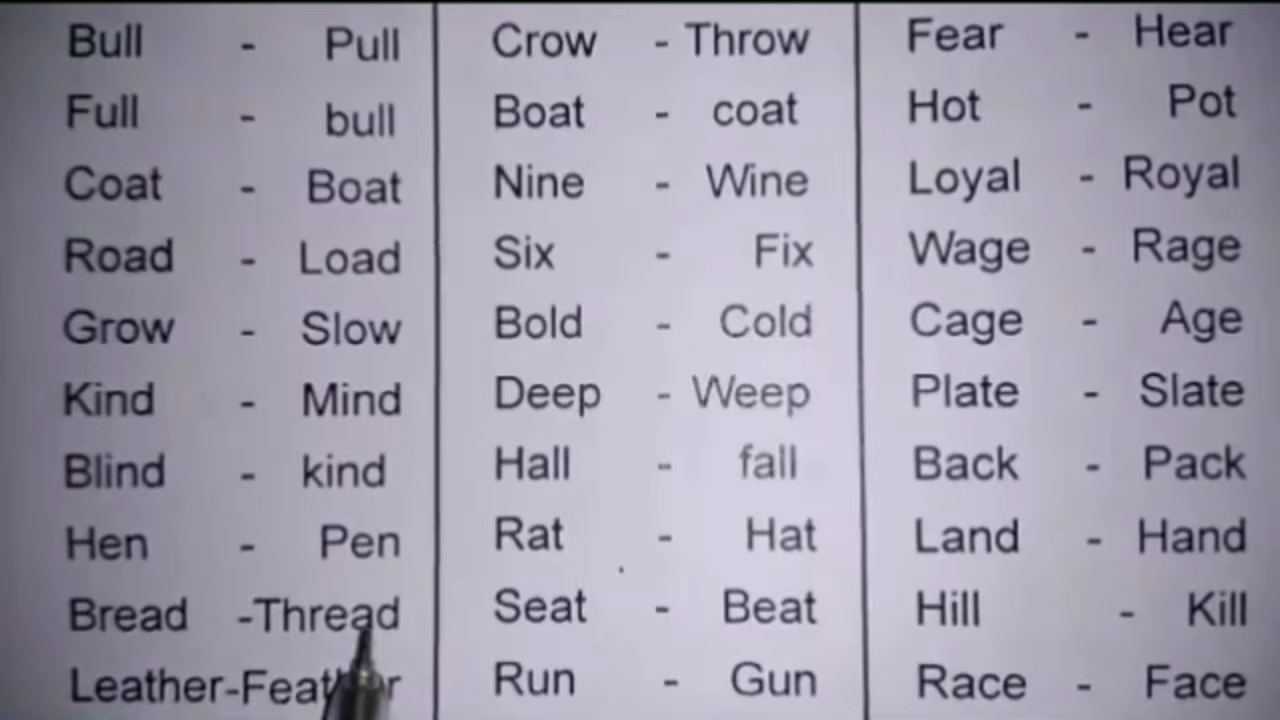 Bull - Pull
Full - bull
Coat - Boat
Road - Load
Grow - Slow
Kind - Mind
Blind - kind
Hen - Pen
Bread -Thread
Leather-Feather
Crow - Throw
Boat - coat
Nine - Wine
Six - Fix
Bold - Cold
Deep - Weep
Hall - fall
Rat - Hat
Seat - Beat
Run - Gun
Fear - Hear
Hot - Pot
Loyal - Royal
Wage - Rage
Cage - Age
Plate - Slate
Back - Pack
Land - Hand
Hill - Kill
Race - Face